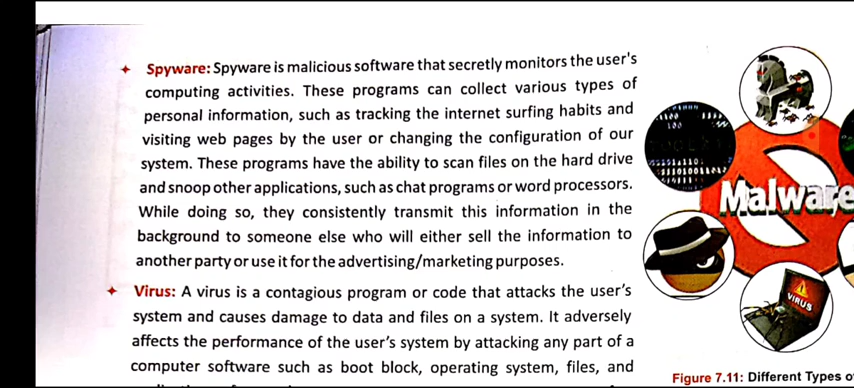 Spyware: Spyware is malicious software that secretly monitors the user's
computing activities. These programs can collect various types of
personal information, such as tracking the internet surfing habits and
visiting web pages by the user or changing the configuration of our
system. These programs have the ability to scan files on the hard drive
and snoop other applications, such as chat programs or word processors.
While doing so, they consistently transmit this information in the
background to someone else who will either sell the information to
another party or use it for the advertising/marketing purposes.
Virus: A virus is a contagious program or code that attacks the user's
system and causes damage to data and files on a system. It adversely
affects the performance of the user's system by attacking any part of a
computer software such as boot block, operating system, files, and
Malware
VIRUS
Figure 7.11: Different Types